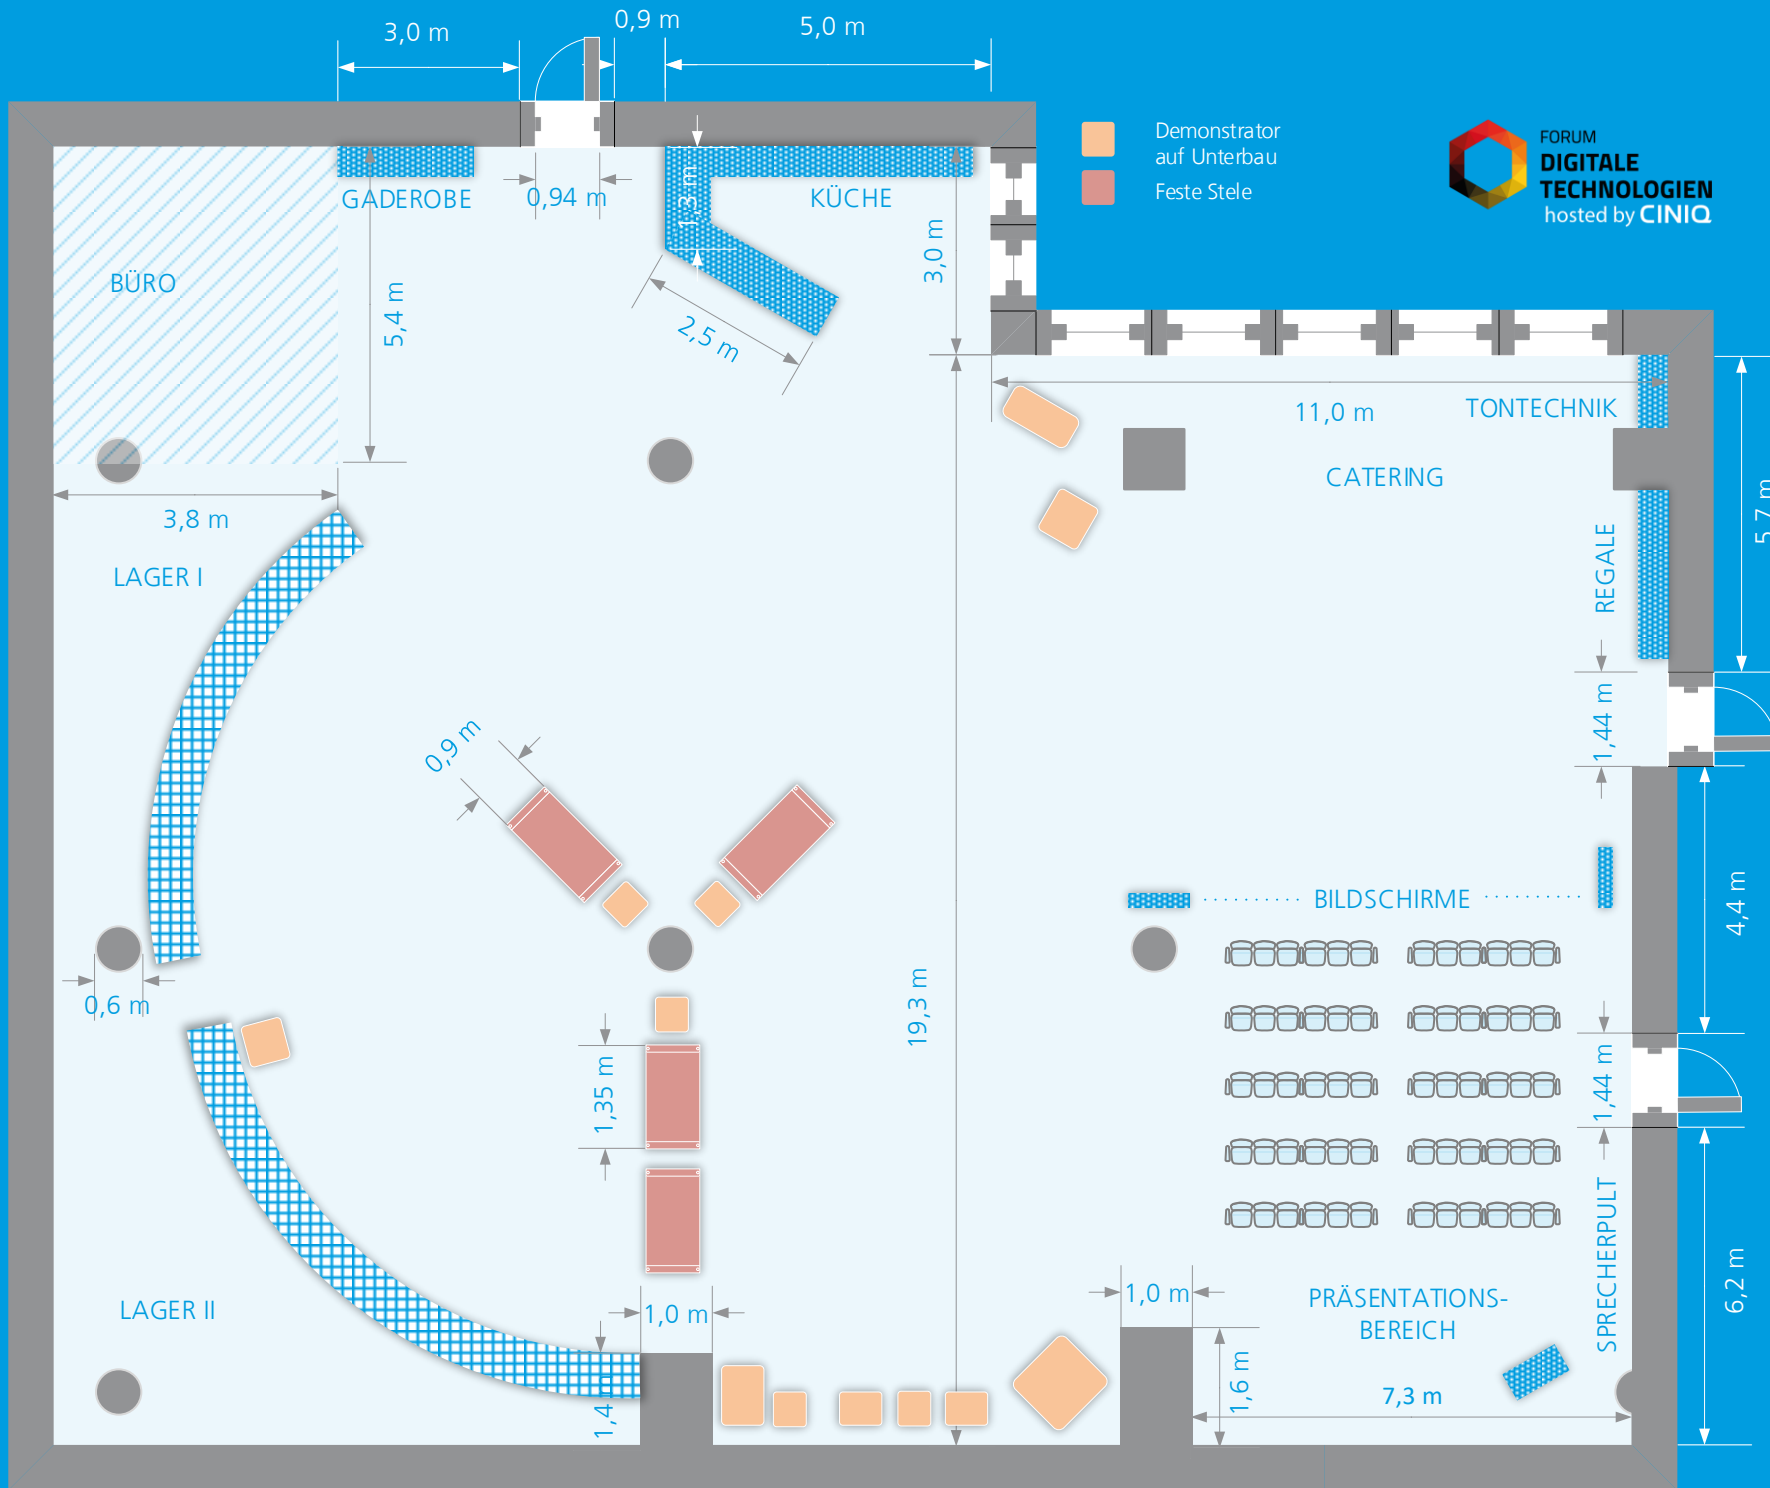 3,0 m
0,9 m
5,0 m
Demonstrator
auf Unterbau
Feste Stele
FORUM
DIGITALE
TECHNOLOGIEN
hosted by CINIQ
GADEROBE
0,94 m
1,3 m
KÜCHE
3,0 m
BÜRO
5,4 m
2,5 m
11,0 m
TONTECHNIK
CATERING
3,8 m
5,7 m
LAGER I
REGALE
1,44 m
0,9 m
BILDSCHIRME
4,4 m
0,6 m
19,3 m
1,35 m
1,44 m
SPRECHERPULT
6,2 m
LAGER II
1,0 m
1,0 m
PRÄSENTATIONS-
BEREICH
1,4
1,6 m
7,3 m